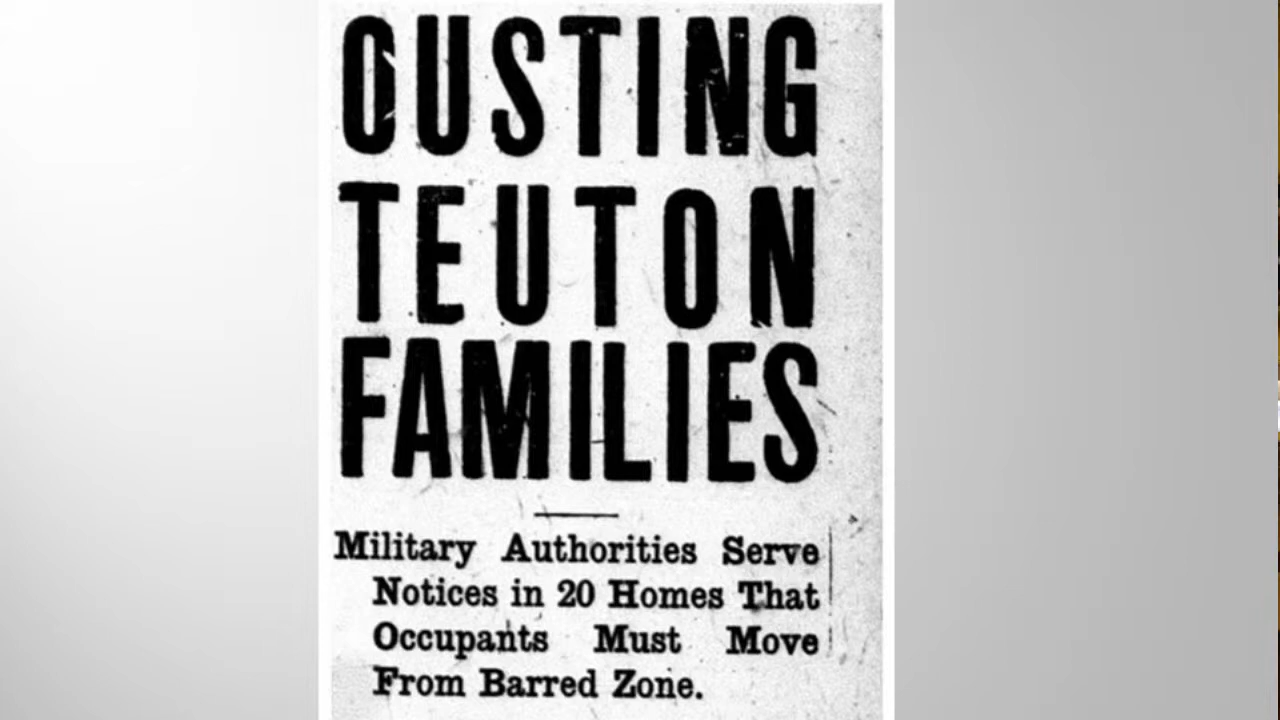 OUSTING
TEUTON
FAMILIES
Military Authorities Serve
Notices in 20 Homes That
Occupants Must Move
From Barred Zone.